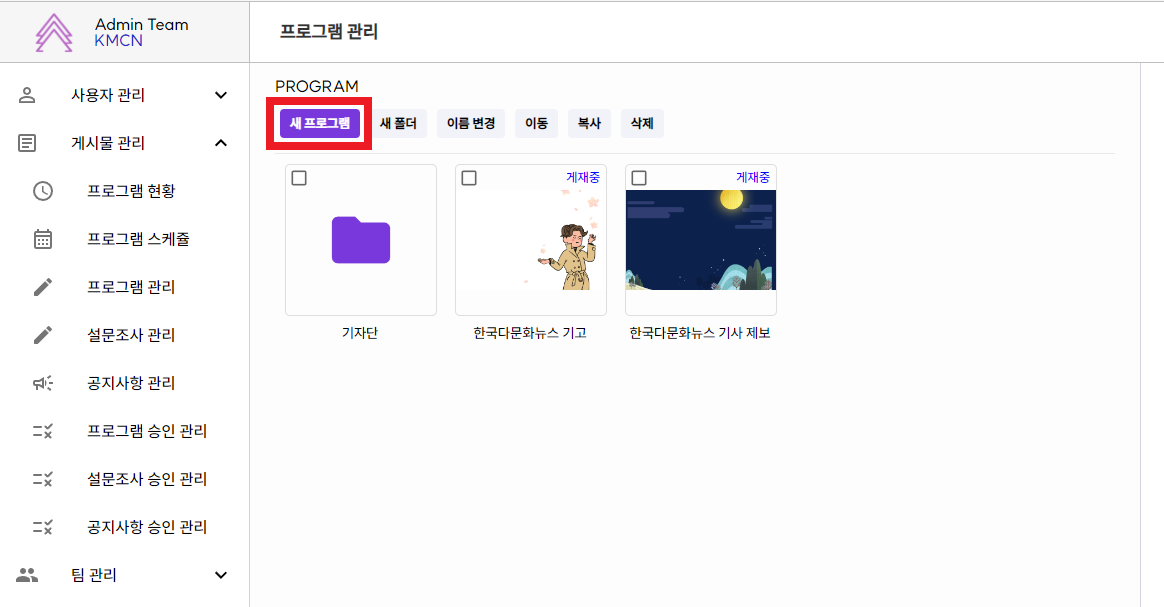 Admin Team
KMCN
프로그램 관리
사용자 관리
게시물 관리
프로그램 현황
프로그램 스케쥴
프로그램 관리
설문조사 관리
공지사항 관리
프로그램 승인 관리
설문조사 승인 관리
공지사항 승인 관리
팀 관리
PROGRAM
새 프로그램 새 폴더 이름 변경 이동 복사 삭제
게재중 게재중
기자단 한국다문화뉴스 기고 한국다문화뉴스 기사 제보